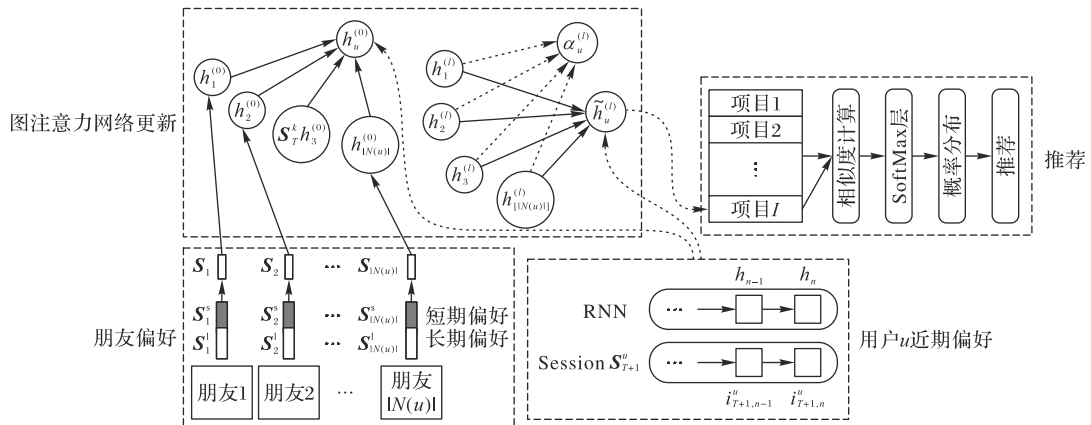 图注意力网络更新
h_u^{(0)}
h_1^{(0)}
h_2^{(0)}
S_T^k h_3^{(0)}
h_{|N(u)|}^{(0)}
α_u^{(l)}
h_1^{(l)}
h_2^{(l)}
h_3^{(l)}
h_{[|N(u)|]}^{(l)}
h̃_u^{(l)}
项目1
项目2
⋮
项目I
相似度计算
SoftMax层
概率分布
推荐
推荐
朋友偏好
S_1 S_2 … S_{|N(u)|}
S_1^s S_2^s … S_{|N(u)|}^s 短期偏好
S_1^l S_2^l … S_{|N(u)|}^l 长期偏好
朋友1 朋友2 … 朋友
|N(u)|
h_{n-1} h_n
RNN …
Session S_{T+1}^u …
i_{T+1,n-1}^u i_{T+1,n}^u
用户u近期偏好